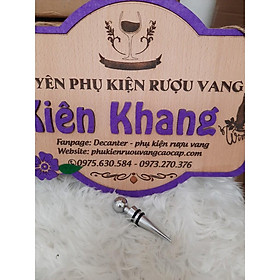 YÊN PHỤ KIỆN RƯỢU VANG
Kiên Khang
Fanpage: Decanter - phụ kiện rượu vang
Website: phukienruouvangcaocap.com
0975.630.584 - 0973.270.376